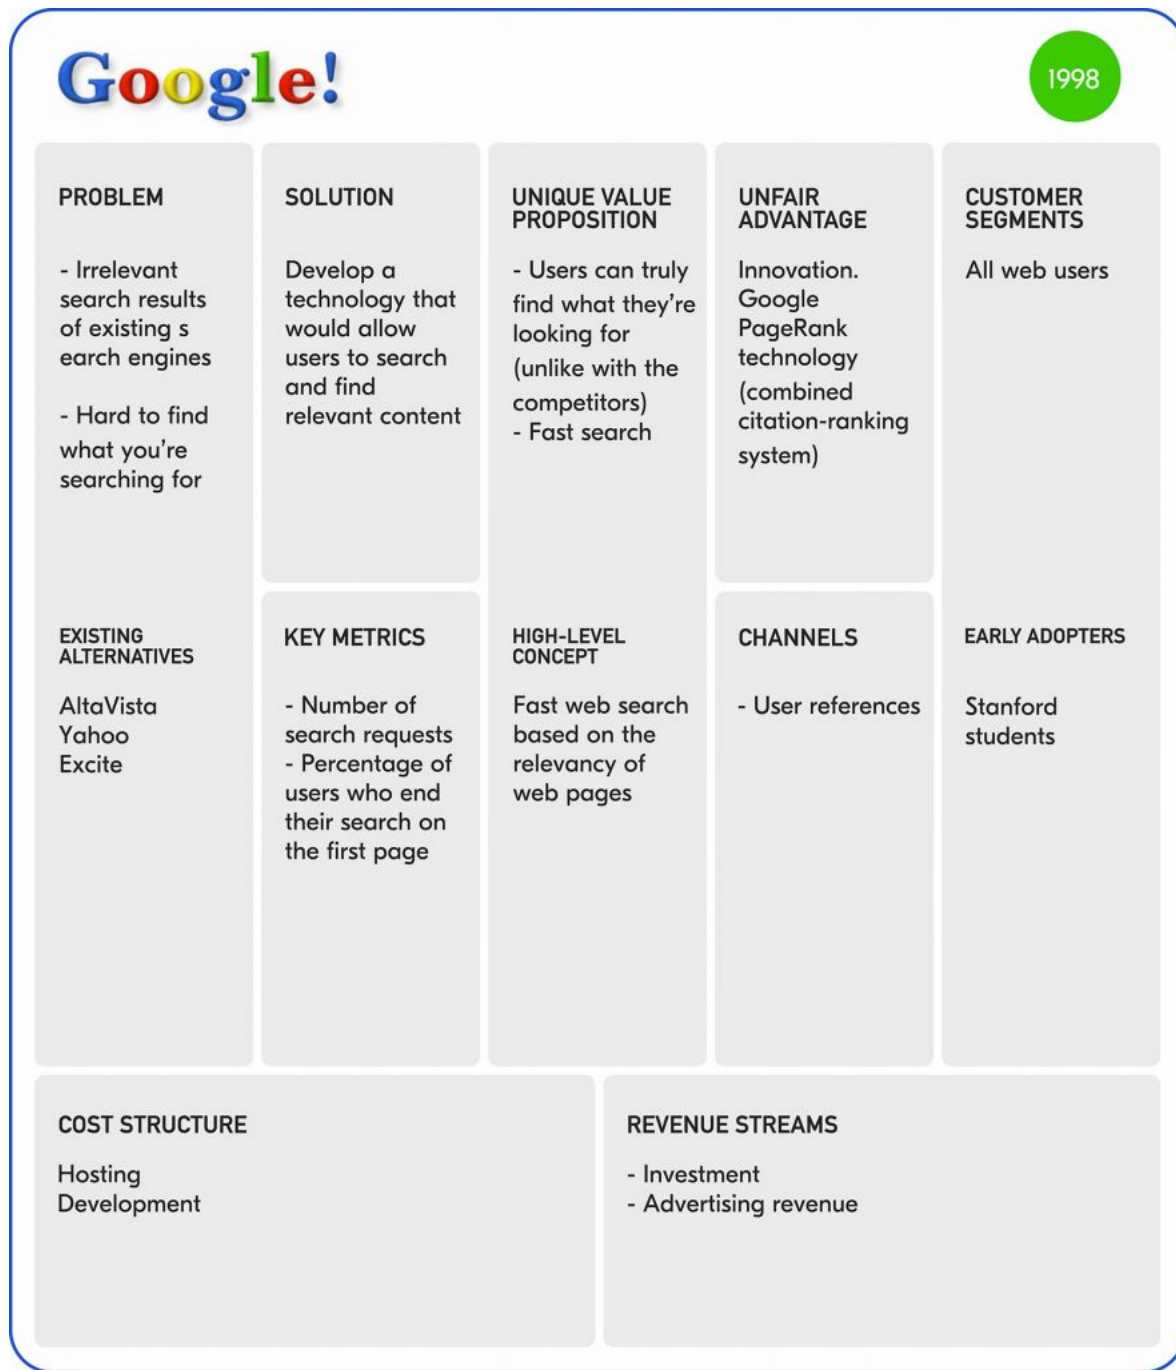 Google!
1998
PROBLEM
- Irrelevant
search results
of existing s
earch engines
- Hard to find
what you're
searching for
EXISTING
ALTERNATIVES
AltaVista
Yahoo
Excite
SOLUTION
Develop a
technology that
would allow
users to search
and find
relevant content
KEY METRICS
- Number of
search requests
- Percentage of
users who end
their search on
the first page
UNIQUE VALUE
PROPOSITION
- Users can truly
find what they're
looking for
(unlike with the
competitors)
- Fast search
HIGH-LEVEL
CONCEPT
Fast web search
based on the
relevancy of
web pages
UNFAIR
ADVANTAGE
Innovation.
Google
PageRank
technology
(combined
citation-ranking
system)
CHANNELS
- User references
CUSTOMER
SEGMENTS
All web users
EARLY ADOPTERS
Stanford
students
COST STRUCTURE
Hosting
Development
REVENUE STREAMS
- Investment
- Advertising revenue